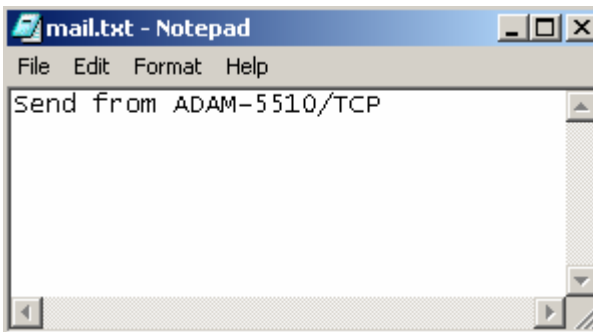 mail.txt - Notepad
File Edit Format Help
Send from ADAM-5510/TCP